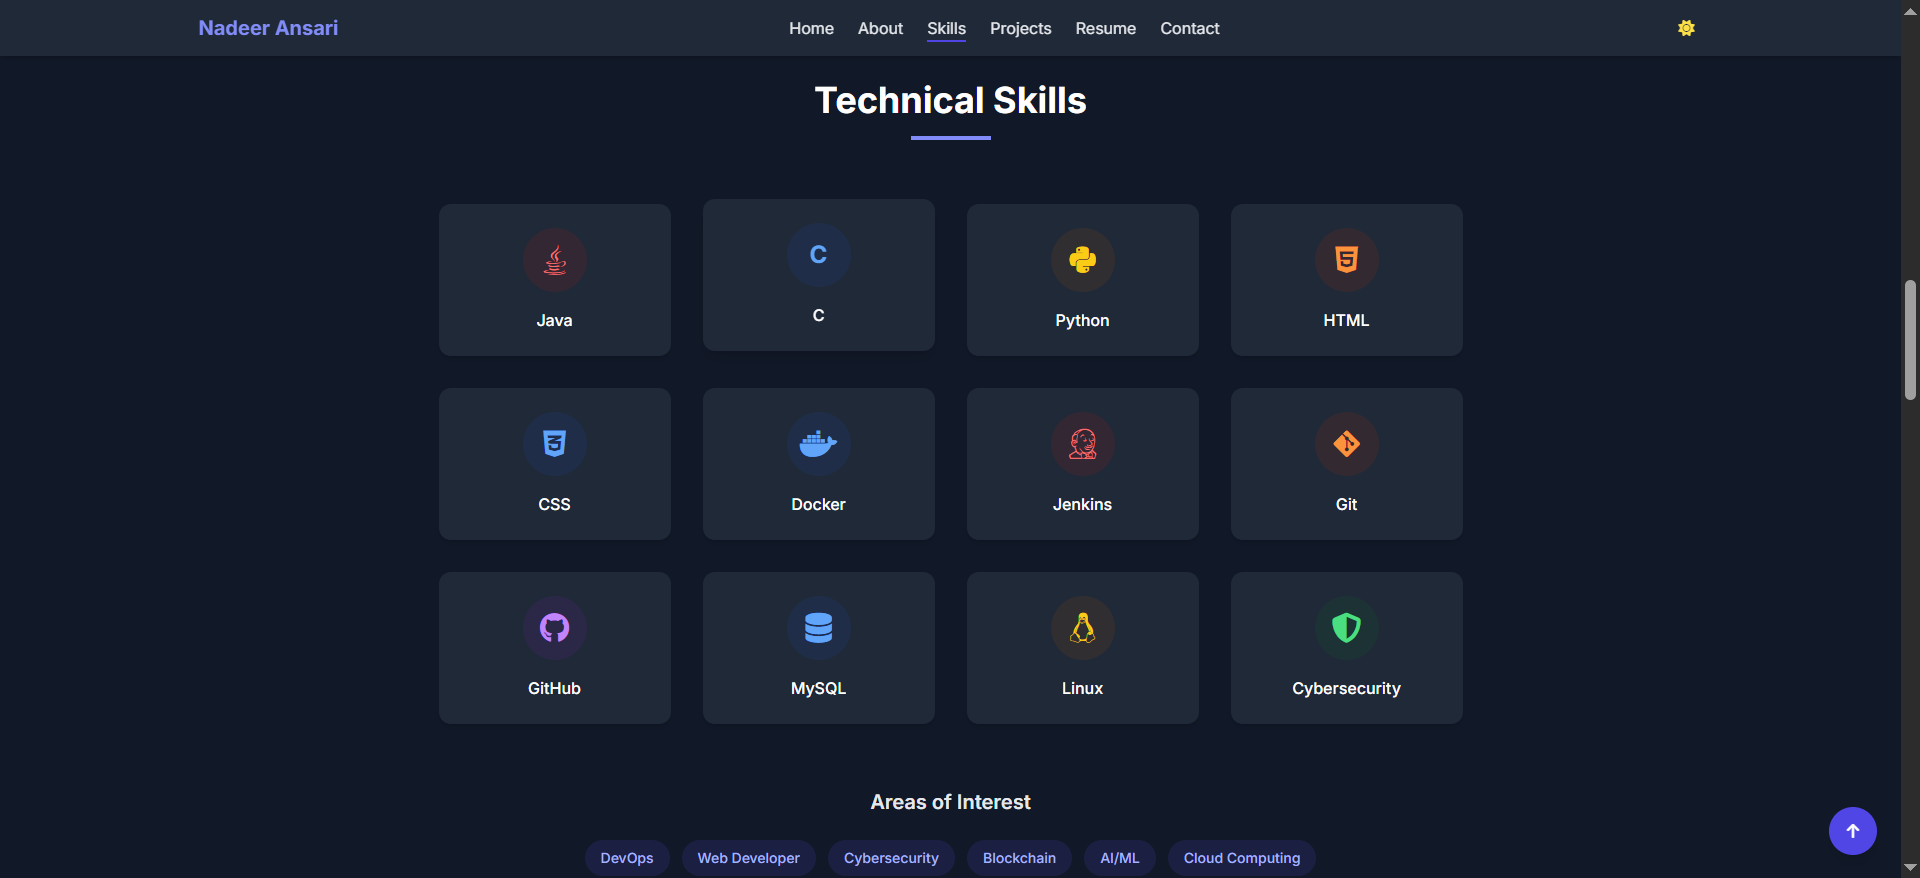 Nadeer Ansari
Home About Skills Projects Resume Contact
Technical Skills
C
Java C Python HTML
CSS Docker Jenkins Git
GitHub MySQL Linux Cybersecurity
Areas of Interest
DevOps Web Developer Cybersecurity Blockchain AI/ML Cloud Computing